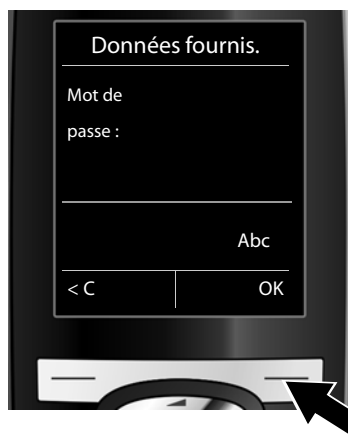 Données fournis.
Mot de
passe :
Abc
< C
OK